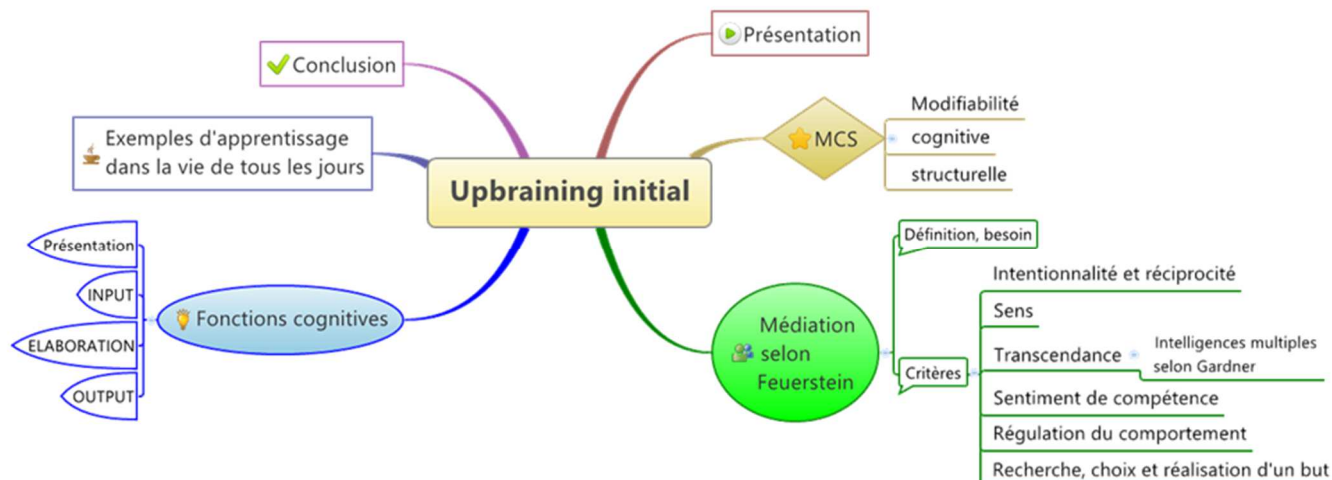 Présentation
Conclusion
Modifiabilité
MCS
cognitive
structurelle
Exemples d'apprentissage
dans la vie de tous les jours
Upbraining initial
Présentation
INPUT
ELABORATION
OUTPUT
Fonctions cognitives
Médiation
selon
Feuerstein
Définition, besoin
Critères
Intentionnalité et réciprocité
Sens
Transcendance
Intelligences multiples
selon Gardner
Sentiment de compétence
Régulation du comportement
Recherche, choix et réalisation d'un but